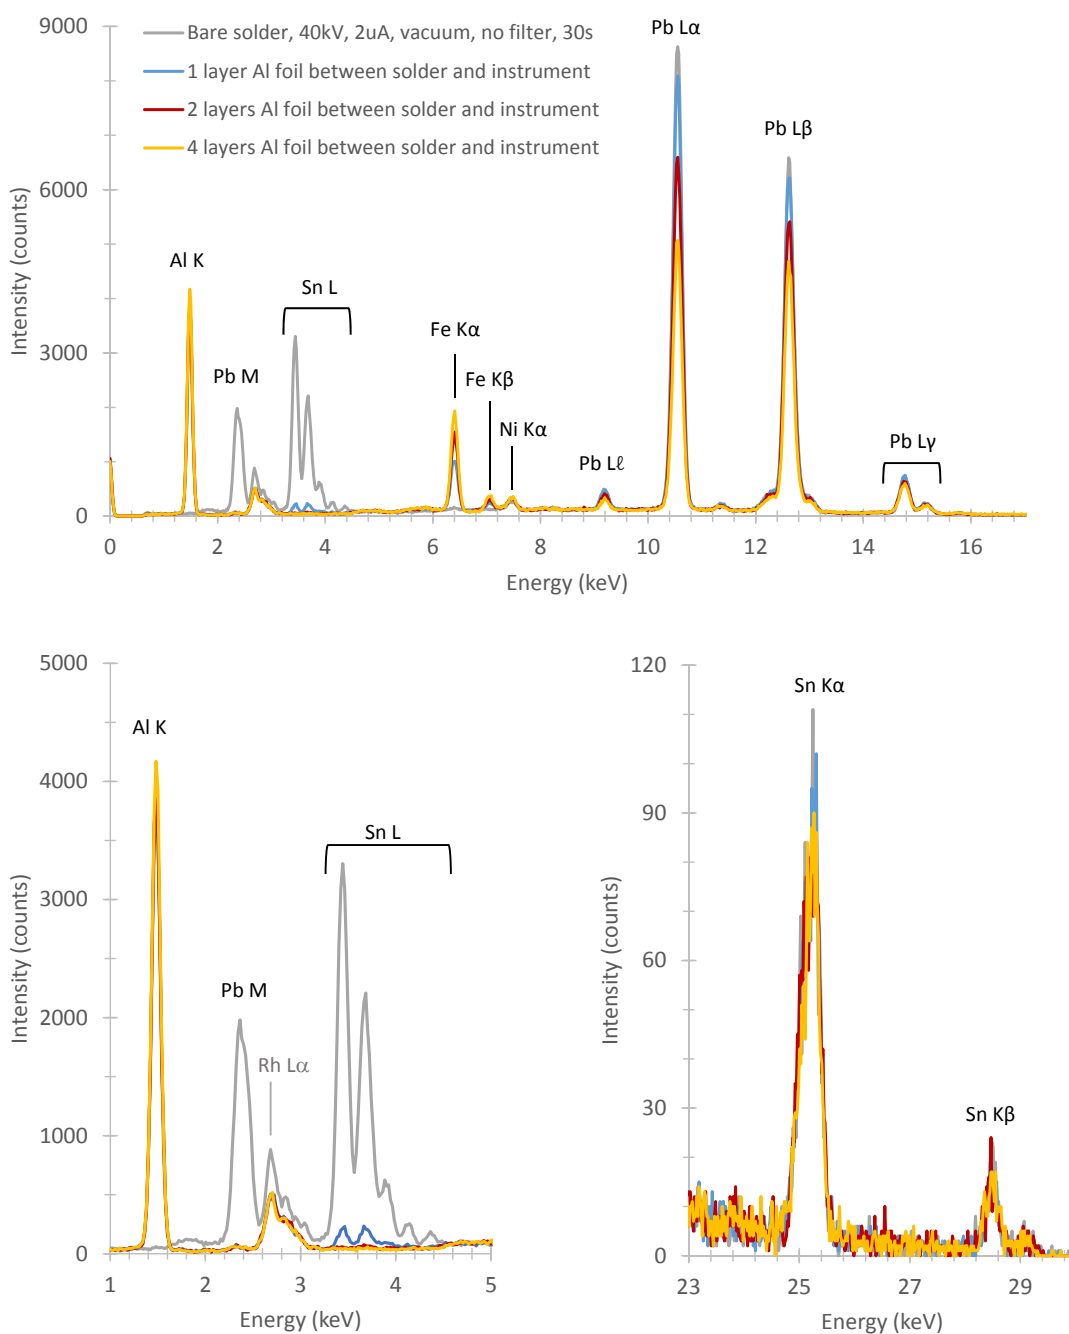 9000
6000
3000
0
Intensity (counts)
Bare solder, 40kV, 2uA, vacuum, no filter, 30s
1 layer Al foil between solder and instrument
2 layers Al foil between solder and instrument
4 layers Al foil between solder and instrument
Pb Lα
Pb Lβ
Al K
Sn L
Pb M
Fe Kα
Fe Kβ
Ni Kα
Pb Lℓ
Pb Lγ
0 2 4 6 8 10 12 14 16
Energy (keV)
5000
4000
3000
2000
1000
0
Intensity (counts)
Al K
Sn L
Pb M
Rh Lα
1 2 3 4 5
Energy (keV)
120
90
60
30
0
Intensity (counts)
Sn Kα
Sn Kβ
23 25 27 29
Energy (keV)